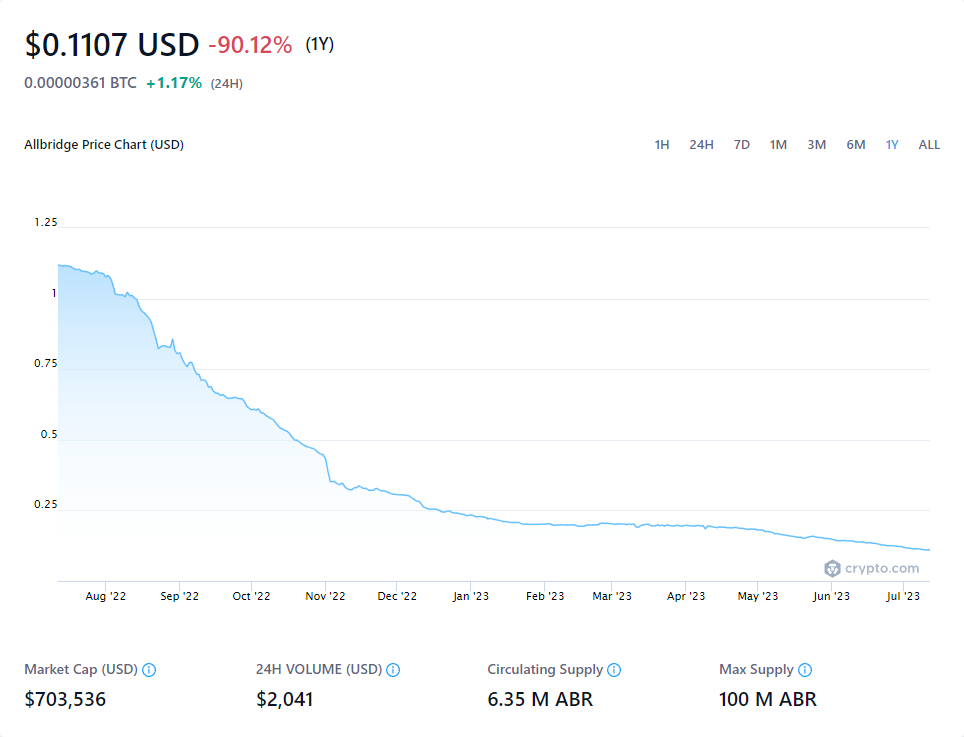 $0.1107 USD -90.12% (1Y)
0.00000361 BTC +1.17% (24H)
Allbridge Price Chart (USD) 1H 24H 7D 1M 3M 6M 1Y ALL
1.25
1
0.75
0.5
0.25
crypto.com
Aug '22 Sep '22 Oct '22 Nov '22 Dec '22 Jan '23 Feb '23 Mar '23 Apr '23 May '23 Jun '23 Jul '23
Market Cap (USD) 24H VOLUME (USD) Circulating Supply Max Supply
$703,536 $2,041 6.35 M ABR 100 M ABR